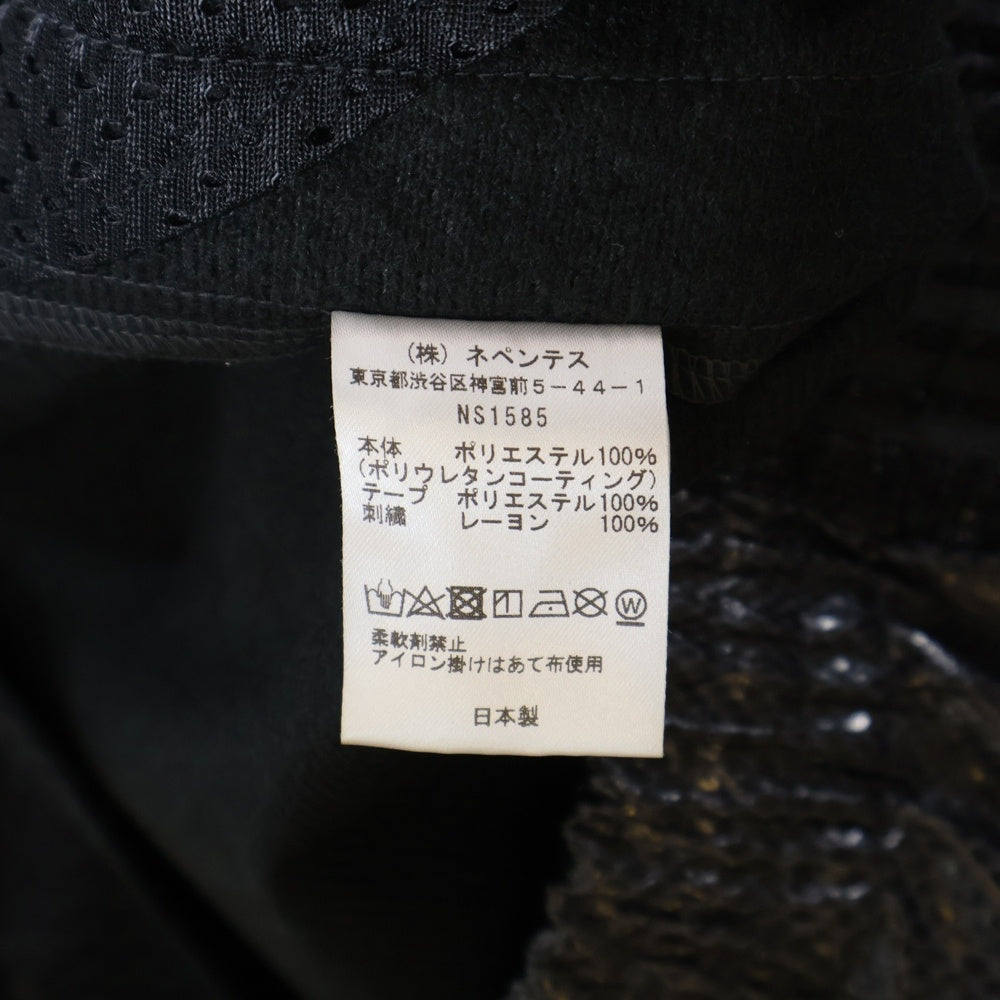 （株）ネペンテス
東京都渋谷区神宮前５－４４－１
NS1585
本体 ポリエステル100%
(ポリウレタンコーティング)
テープ ポリエステル100%
刺繍 レーヨン 100%
W
柔軟剤禁止
アイロン掛けはあて布使用
日本製